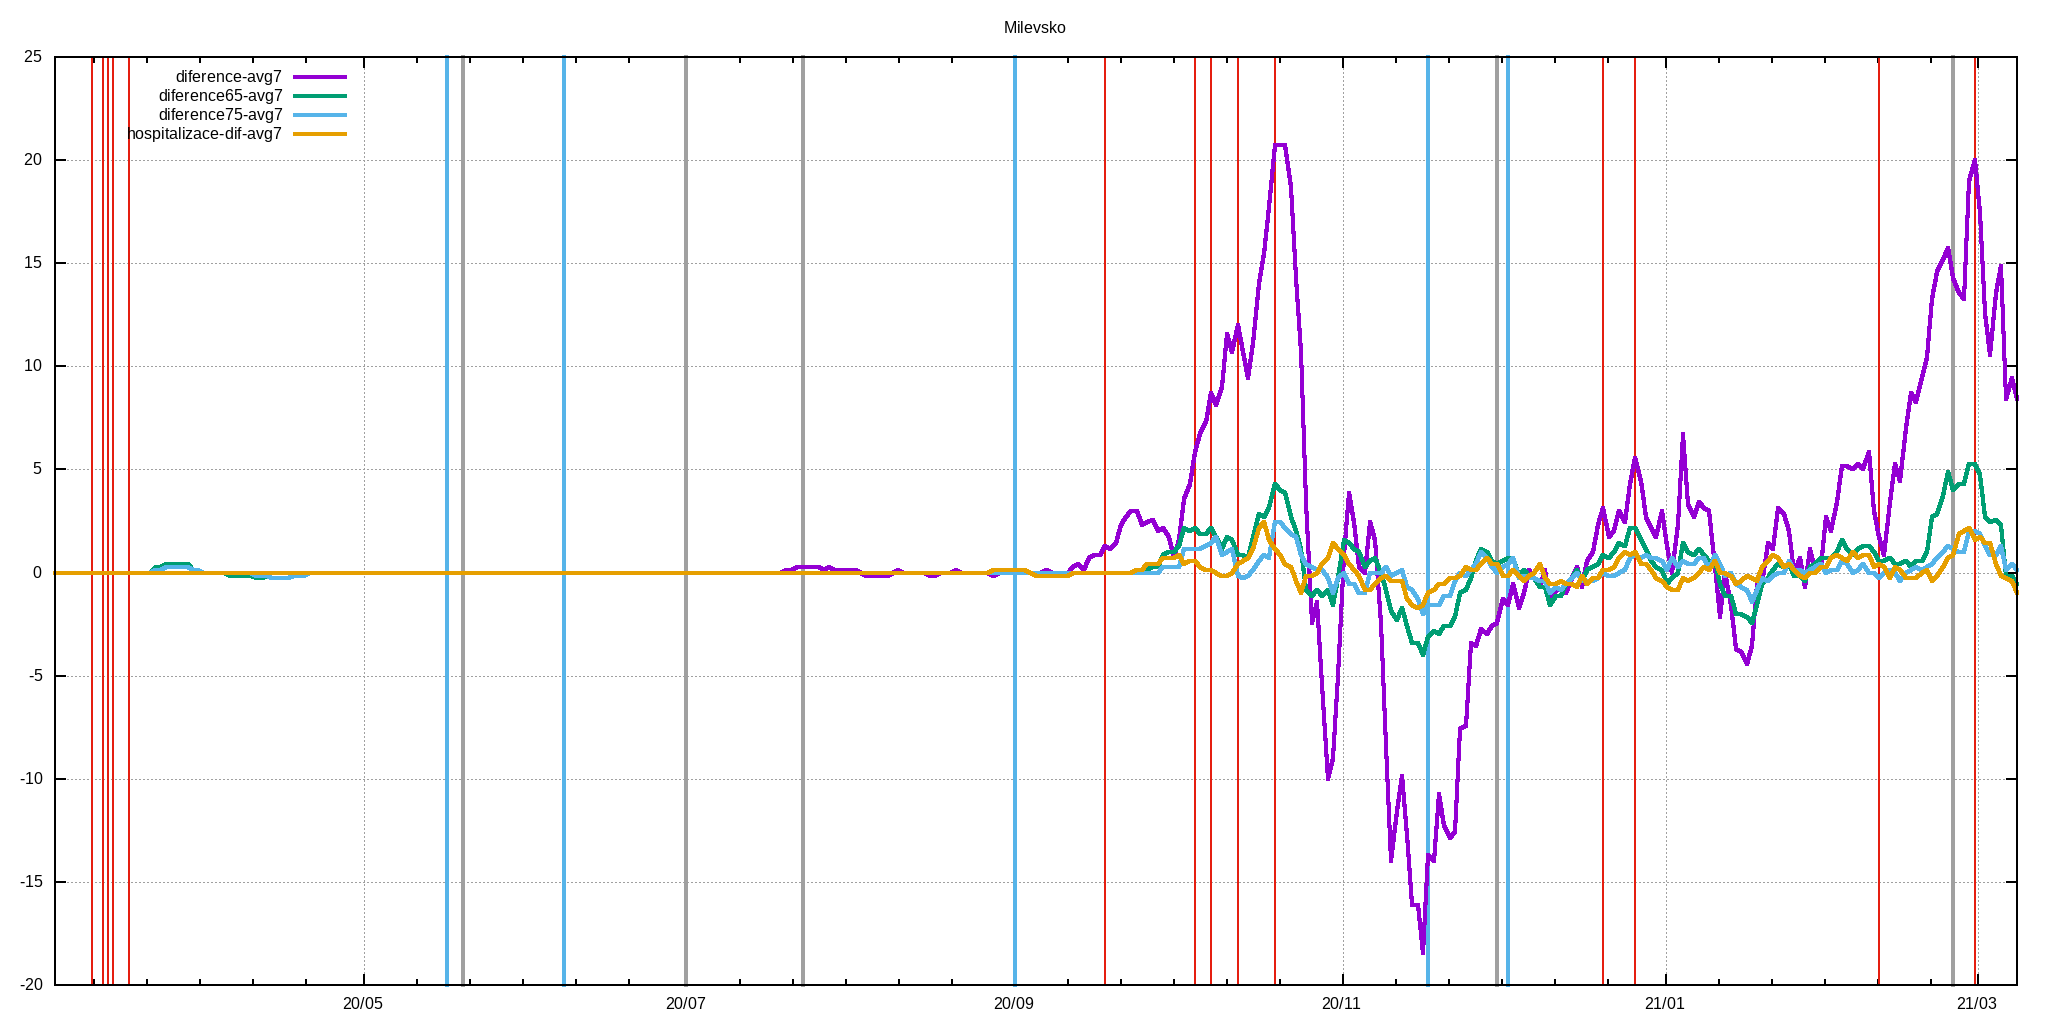 Milevsko
25
diference-avg7
diference65-avg7
diference75-avg7
hospitalizace-dif-avg7
20
15
10
5
0
-5
-10
-15
-20
20/05 20/07 20/09 20/11 21/01 21/03